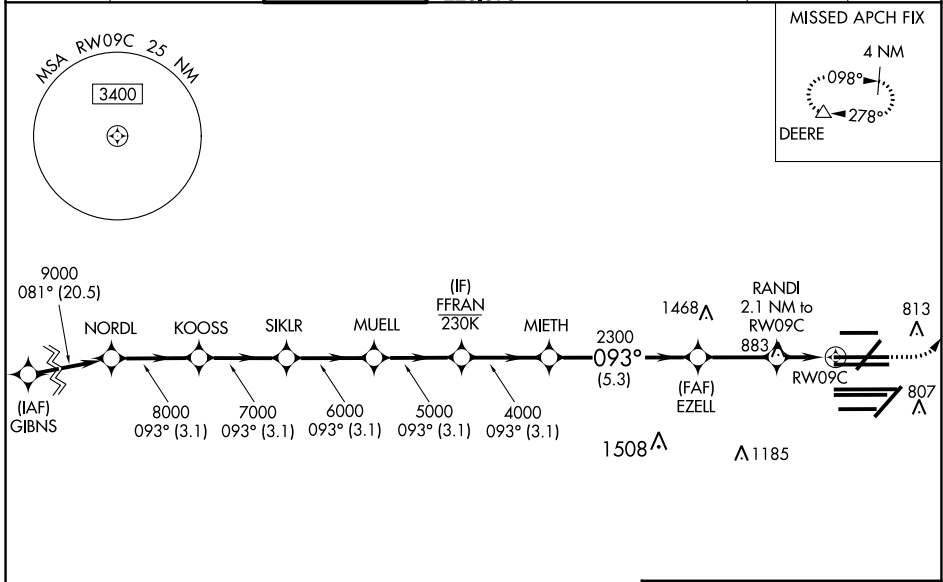 MISSED APCH FIX
4 NM
098°
278°
DEERE
MSA RW09C 25 NM
3400
9000
081° (20.5)
(IAF)
GIBNS
NORDL
8000
093° (3.1)
KOOSS
7000
093° (3.1)
SIKLR
6000
093° (3.1)
MUELL
5000
093° (3.1)
(IF)
FFRAN
230K
4000
093° (3.1)
MIETH
2300
093°
(5.3)
(FAF)
EZELL
1468
RANDI
2.1 NM to
RW09C
883
RW09C
813
807
1508
1185